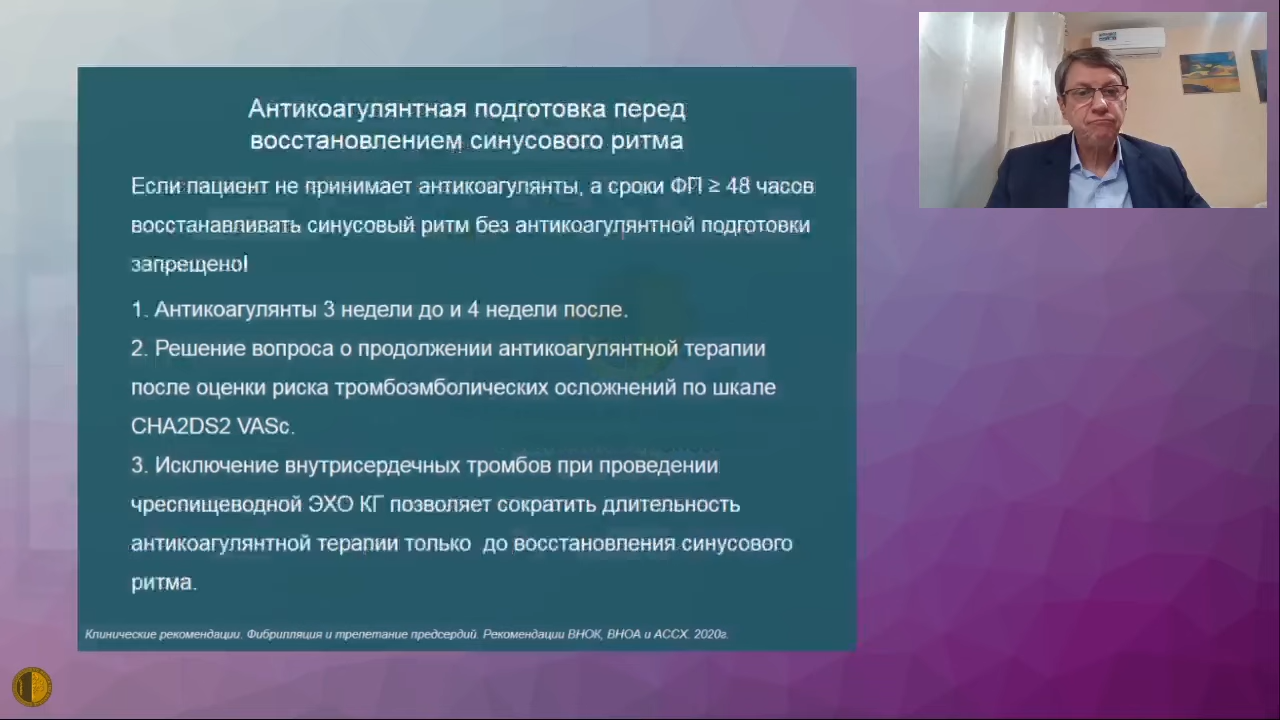 Антикоагулянтная подготовка перед
восстановлением синусового ритма
Если пациент не принимает антикоагулянты, а сроки ФП ≥ 48 часов
восстанавливать синусовый ритм без антикоагулянтной подготовки
запрещено!
1. Антикоагулянты 3 недели до и 4 недели после.
2. Решение вопроса о продолжении антикоагулянтной терапии
после оценки риска тромбоэмболических осложнений по шкале
CHA2DS2 VASc.
3. Исключение внутрисердечных тромбов при проведении
чреспищеводной ЭХО КГ позволяет сократить длительность
антикоагулянтной терапии только до восстановления синусового
ритма.
Клинические рекомендации. Фибрилляция и трепетание предсердий. Рекомендации ВНОК, ВНОА и АССХ. 2020г.